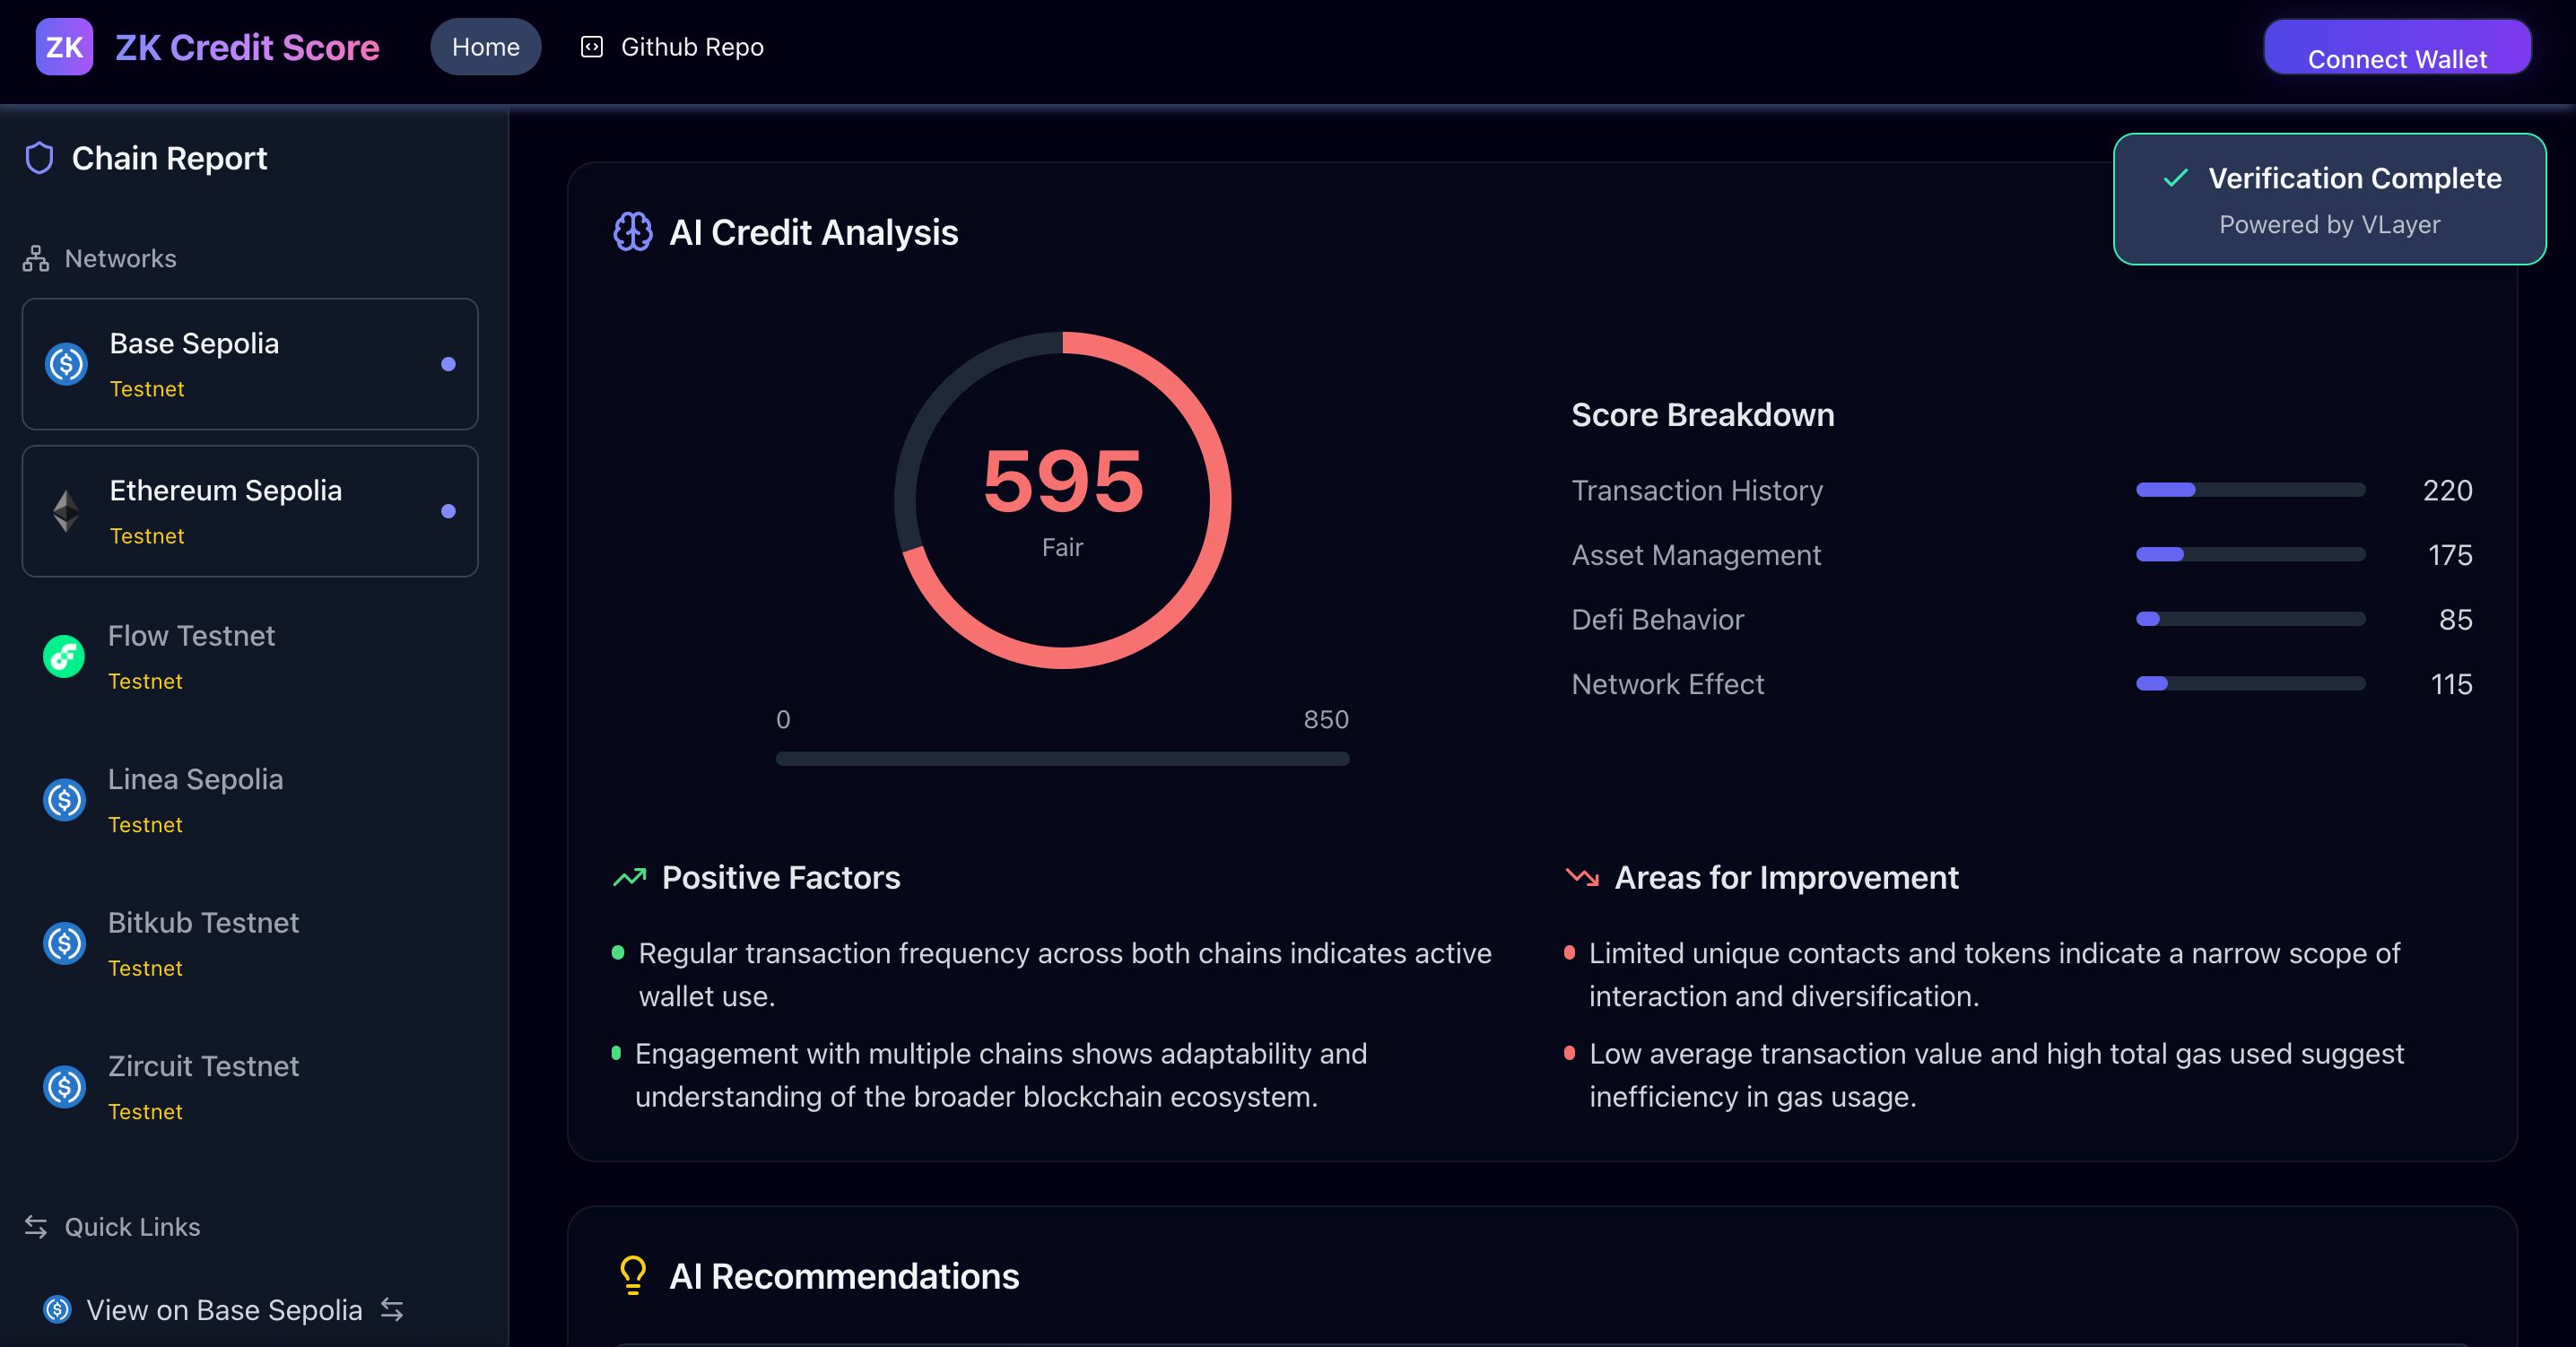 ZK
ZK Credit Score
Home
Github Repo
Connect Wallet
Chain Report
Networks
Base Sepolia
Testnet
Ethereum Sepolia
Testnet
Flow Testnet
Testnet
Linea Sepolia
Testnet
Bitkub Testnet
Testnet
Zircuit Testnet
Testnet
Quick Links
View on Base Sepolia
Verification Complete
Powered by VLayer
AI Credit Analysis
595
Fair
0
850
Score Breakdown
Transaction History 220
Asset Management 175
Defi Behavior 85
Network Effect 115
Positive Factors
Regular transaction frequency across both chains indicates active
wallet use.
Engagement with multiple chains shows adaptability and
understanding of the broader blockchain ecosystem.
Areas for Improvement
Limited unique contacts and tokens indicate a narrow scope of
interaction and diversification.
Low average transaction value and high total gas used suggest
inefficiency in gas usage.
AI Recommendations